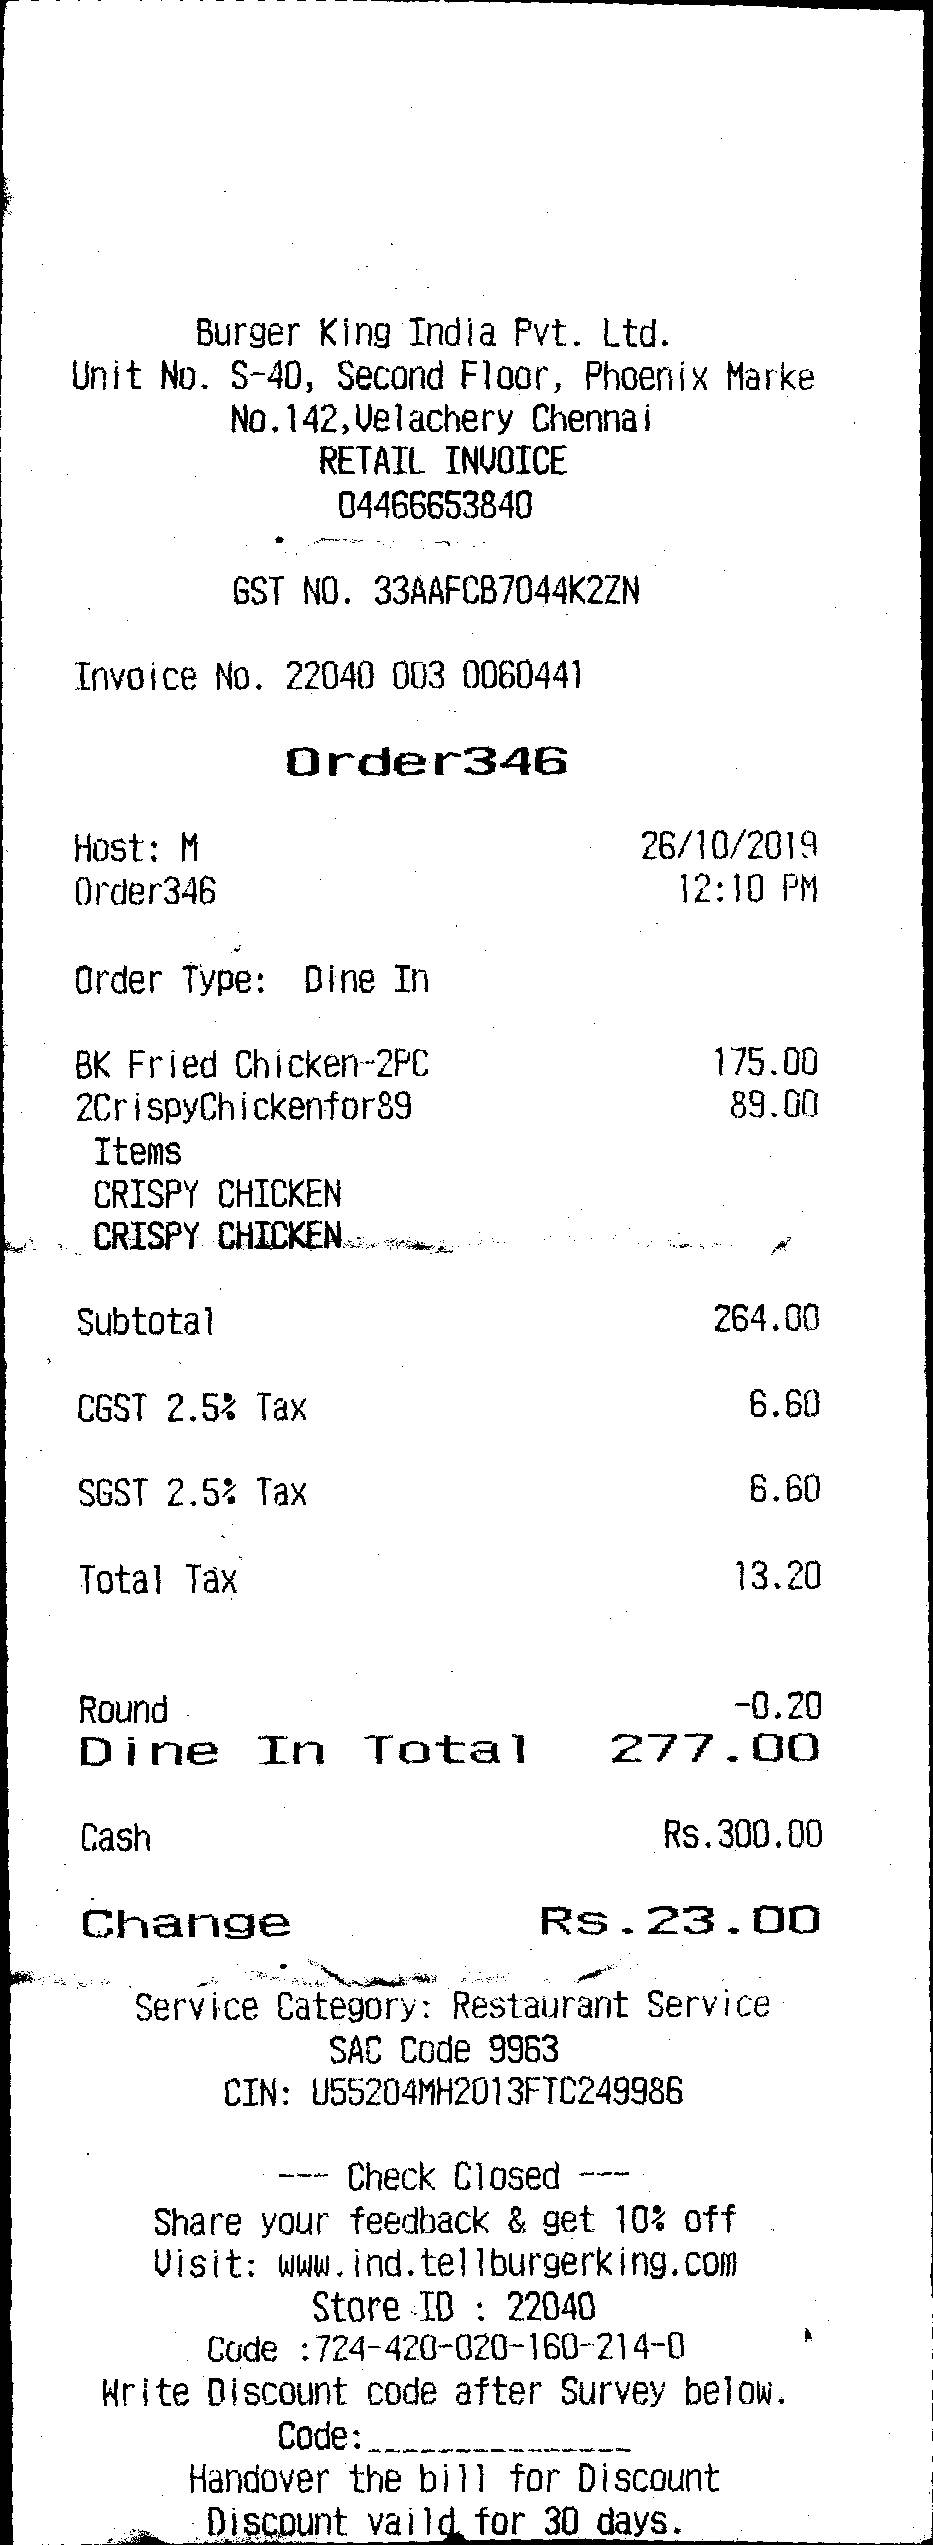 Burger King India Pvt. Ltd.
Unit No. S-40, Second Floor, Phoenix Marke
No.142,Velachery Chennai
RETAIL INVOICE
04466653840
GST NO. 33AAFCB7044K2ZN
Invoice No. 22040 003 0060441
Order346
Host: M 26/10/2019
Order346 12:10 PM
Order Type: Dine In
BK Fried Chicken-2PC 175.00
2CrispyChickenfor89 89.00
Items
CRISPY CHICKEN
CRISPY CHICKEN
Subtotal 264.00
CGST 2.5% Tax 6.60
SGST 2.5% Tax 6.60
Total Tax 13.20
Round -0.20
Dine In Total 277.00
Cash Rs.300.00
Change Rs.23.00
Service Category: Restaurant Service
SAC Code 9963
CIN: U55204MH2013FTC249986
--- Check Closed ---
Share your feedback & get 10% off
Visit: www.ind.tellburgerking.com
Store ID : 22040
Code :724-420-020-160-214-0
Write Discount code after Survey below.
Code:_______________
Handover the bill for Discount
Discount vaild for 30 days.